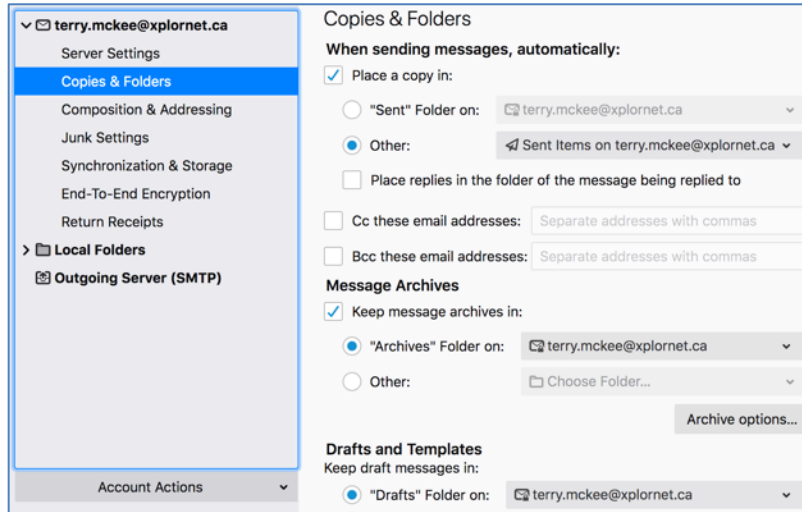 terry.mckee@xplornet.ca
Server Settings
Copies & Folders
Composition & Addressing
Junk Settings
Synchronization & Storage
End-To-End Encryption
Return Receipts
Local Folders
Outgoing Server (SMTP)
Account Actions
Copies & Folders
When sending messages, automatically:
Place a copy in:
"Sent" Folder on: terry.mckee@xplornet.ca
Other: Sent Items on terry.mckee@xplornet.ca
Place replies in the folder of the message being replied to
Cc these email addresses: Separate addresses with commas
Bcc these email addresses: Separate addresses with commas
Message Archives
Keep message archives in:
"Archives" Folder on: terry.mckee@xplornet.ca
Other: Choose Folder...
Archive options...
Drafts and Templates
Keep draft messages in:
"Drafts" Folder on: terry.mckee@xplornet.ca